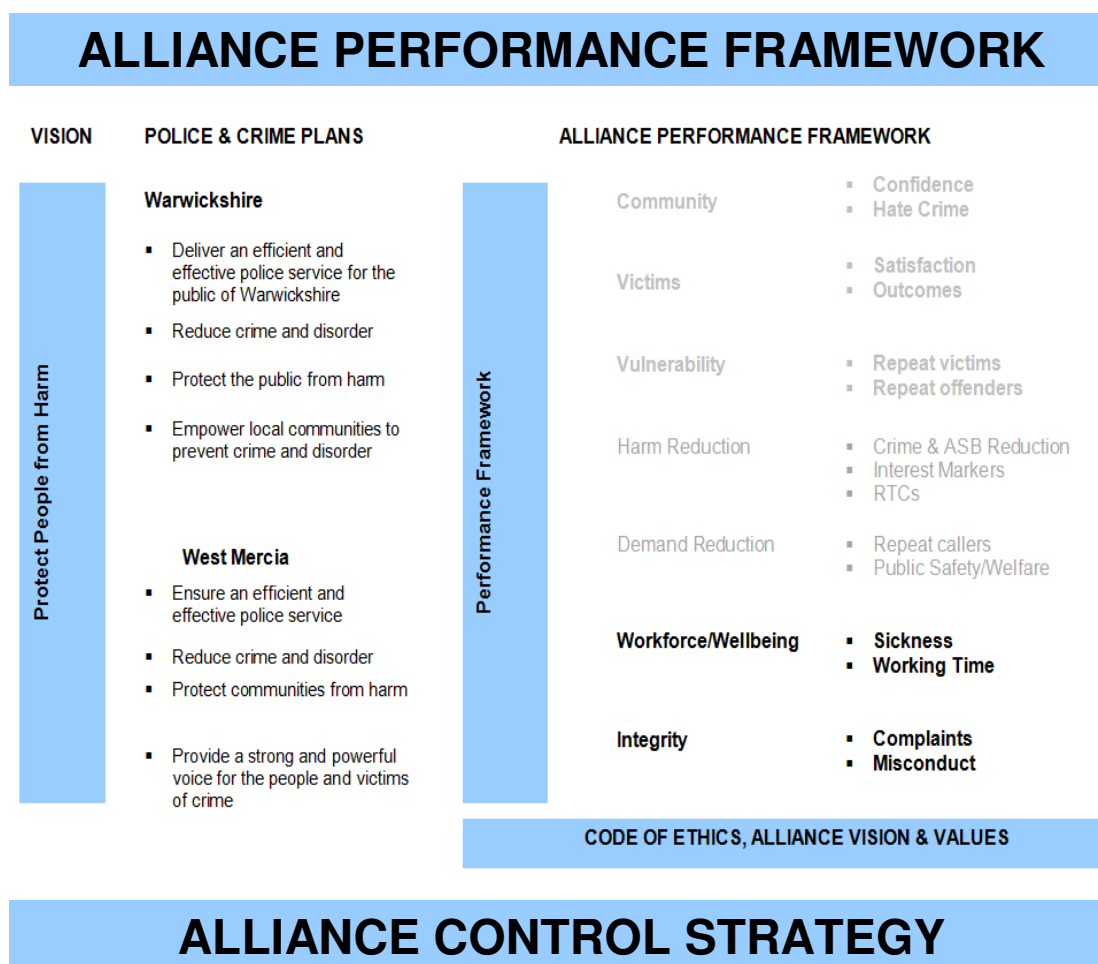 ALLIANCE PERFORMANCE FRAMEWORK
VISION
POLICE & CRIME PLANS
ALLIANCE PERFORMANCE FRAMEWORK
Protect People from Harm
Warwickshire
▪ Deliver an efficient and
effective police service for the
public of Warwickshire
▪ Reduce crime and disorder
▪ Protect the public from harm
▪ Empower local communities to
prevent crime and disorder
West Mercia
▪ Ensure an efficient and
effective police service
▪ Reduce crime and disorder
▪ Protect communities from harm
▪ Provide a strong and powerful
voice for the people and victims
of crime
Performance Framework
Community
▪ Confidence
▪ Hate Crime
Victims
▪ Satisfaction
▪ Outcomes
Vulnerability
▪ Repeat victims
▪ Repeat offenders
Harm Reduction
▪ Crime & ASB Reduction
▪ Interest Markers
▪ RTCs
Demand Reduction
▪ Repeat callers
▪ Public Safety/Welfare
Workforce/Wellbeing
▪ Sickness
▪ Working Time
Integrity
▪ Complaints
▪ Misconduct
CODE OF ETHICS, ALLIANCE VISION & VALUES
ALLIANCE CONTROL STRATEGY